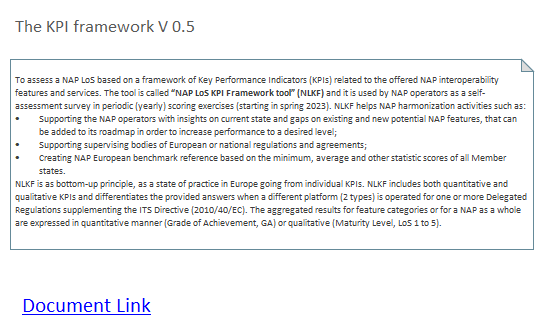 The KPI framework V 0.5
To assess a NAP LoS based on a framework of Key Performance Indicators (KPIs) related to the offered NAP interoperability
features and services. The tool is called “NAP LoS KPI Framework tool” (NLKF) and it is used by NAP operators as a self-
assessment survey in periodic (yearly) scoring exercises (starting in spring 2023). NLKF helps NAP harmonization activities such as:
• Supporting the NAP operators with insights on current state and gaps on existing and new potential NAP features, that can
be added to its roadmap in order to increase performance to a desired level;
• Supporting supervising bodies of European or national regulations and agreements;
• Creating NAP European benchmark reference based on the minimum, average and other statistic scores of all Member
states.
NLKF is as bottom-up principle, as a state of practice in Europe going from individual KPIs. NLKF includes both quantitative and
qualitative KPIs and differentiates the provided answers when a different platform (2 types) is operated for one or more Delegated
Regulations supplementing the ITS Directive (2010/40/EC). The aggregated results for feature categories or for a NAP as a whole
are expressed in quantitative manner (Grade of Achievement, GA) or qualitative (Maturity Level, LoS 1 to 5).
Document Link